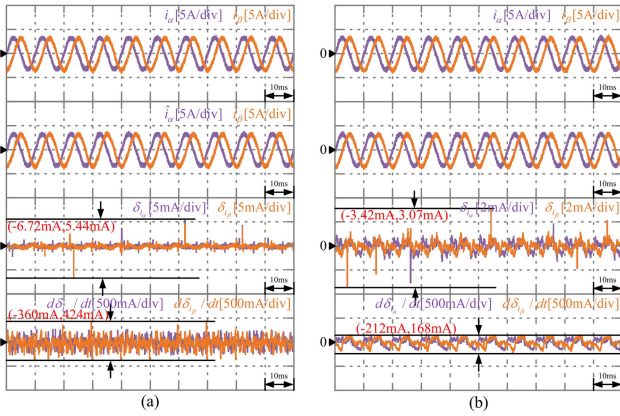 iα[5A/div] iβ[5A/div]
10ms
îα[5A/div] îβ[5A/div]
10ms
δiα[5mA/div] δiβ[5mA/div]
(-6.72mA,5.44mA)
10ms
dδiα / dt[500mA/div] dδiβ / dt[500mA/div]
(-360mA,424mA)
10ms
(a)
iα[5A/div] iβ[5A/div]
0
10ms
îα[5A/div] îβ[5A/div]
0
10ms
δiα[2mA/div] δiβ[2mA/div]
(-3.42mA,3.07mA)
0
10ms
dδiα / dt[500mA/div] dδiβ / dt[500mA/div]
(-212mA,168mA)
0
10ms
(b)